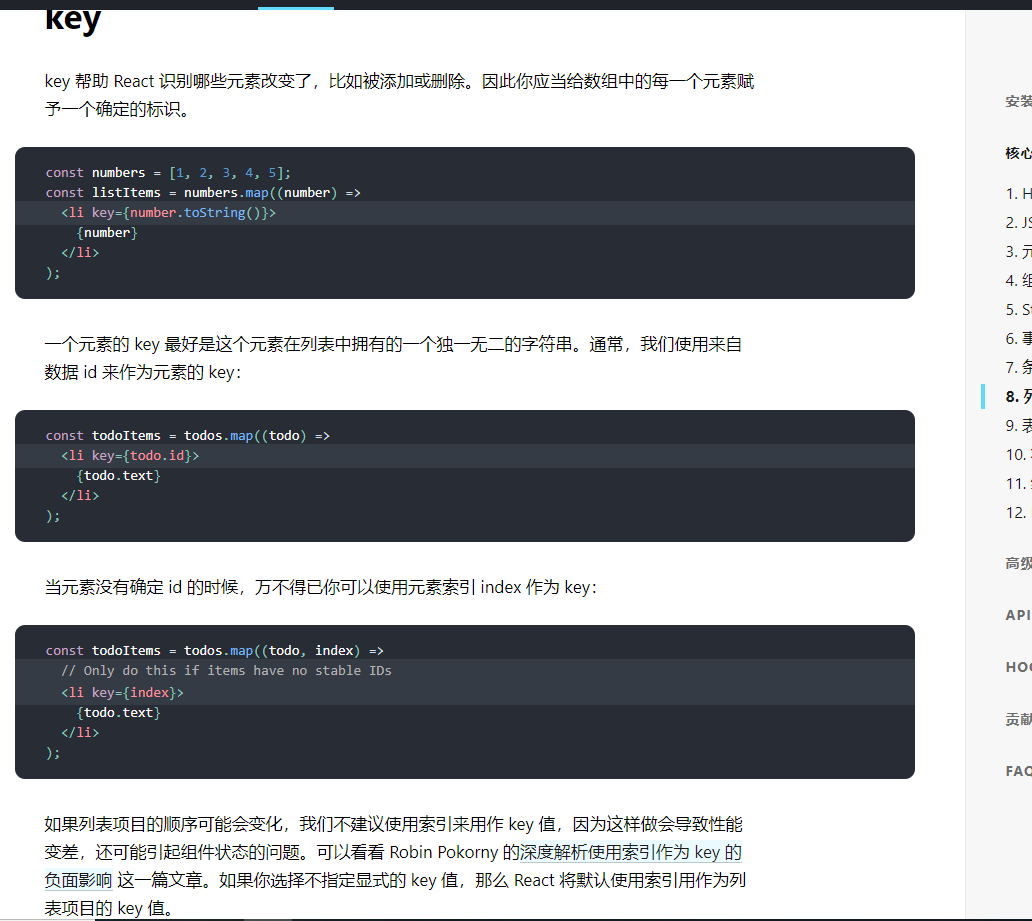 key
key 帮助 React 识别哪些元素改变了，比如被添加或删除。因此你应当给数组中的每一个元素赋
予一个确定的标识。
const numbers = [1, 2, 3, 4, 5];
const listItems = numbers.map((number) =>
  <li key={number.toString()}>
    {number}
  </li>
);
一个元素的 key 最好是这个元素在列表中拥有的一个独一无二的字符串。通常，我们使用来自
数据 id 来作为元素的 key：
const todoItems = todos.map((todo) =>
  <li key={todo.id}>
    {todo.text}
  </li>
);
当元素没有确定 id 的时候，万不得已你可以使用元素索引 index 作为 key：
const todoItems = todos.map((todo, index) =>
  // Only do this if items have no stable IDs
  <li key={index}>
    {todo.text}
  </li>
);
如果列表项目的顺序可能会变化，我们不建议使用索引来用作 key 值，因为这样做会导致性能
变差，还可能引起组件状态的问题。可以看看 Robin Pokorny 的深度解析使用索引作为 key 的
负面影响 这一篇文章。如果你选择不指定显式的 key 值，那么 React 将默认使用索引用作为列
表项目的 key 值。
安装
核心
1. H
2. JS
3. 元
4. 组
5. St
6. 事
7. 条
8. 列
9. 表
10.
11.
12.
高级
API
HOO
贡献
FAQ